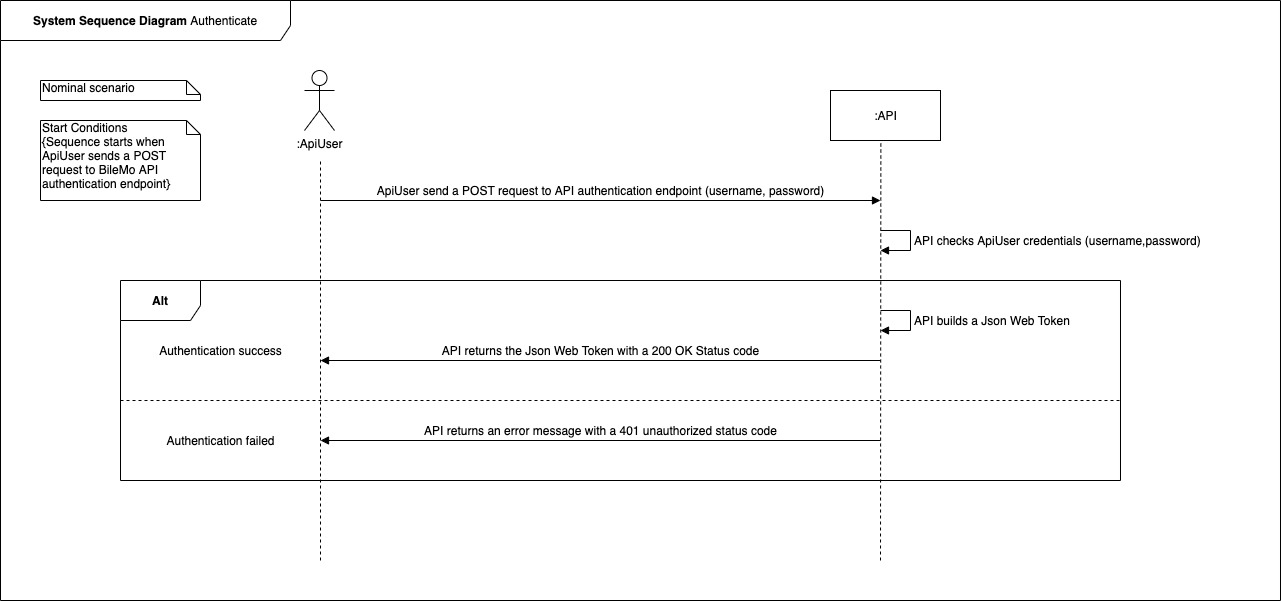 System Sequence Diagram Authenticate
Nominal scenario
Start Conditions
{Sequence starts when
ApiUser sends a POST
request to BileMo API
authentication endpoint}
:ApiUser
:API
ApiUser send a POST request to API authentication endpoint (username, password)
API checks ApiUser credentials (username,password)
Alt
API builds a Json Web Token
Authentication success
API returns the Json Web Token with a 200 OK Status code
API returns an error message with a 401 unauthorized status code
Authentication failed